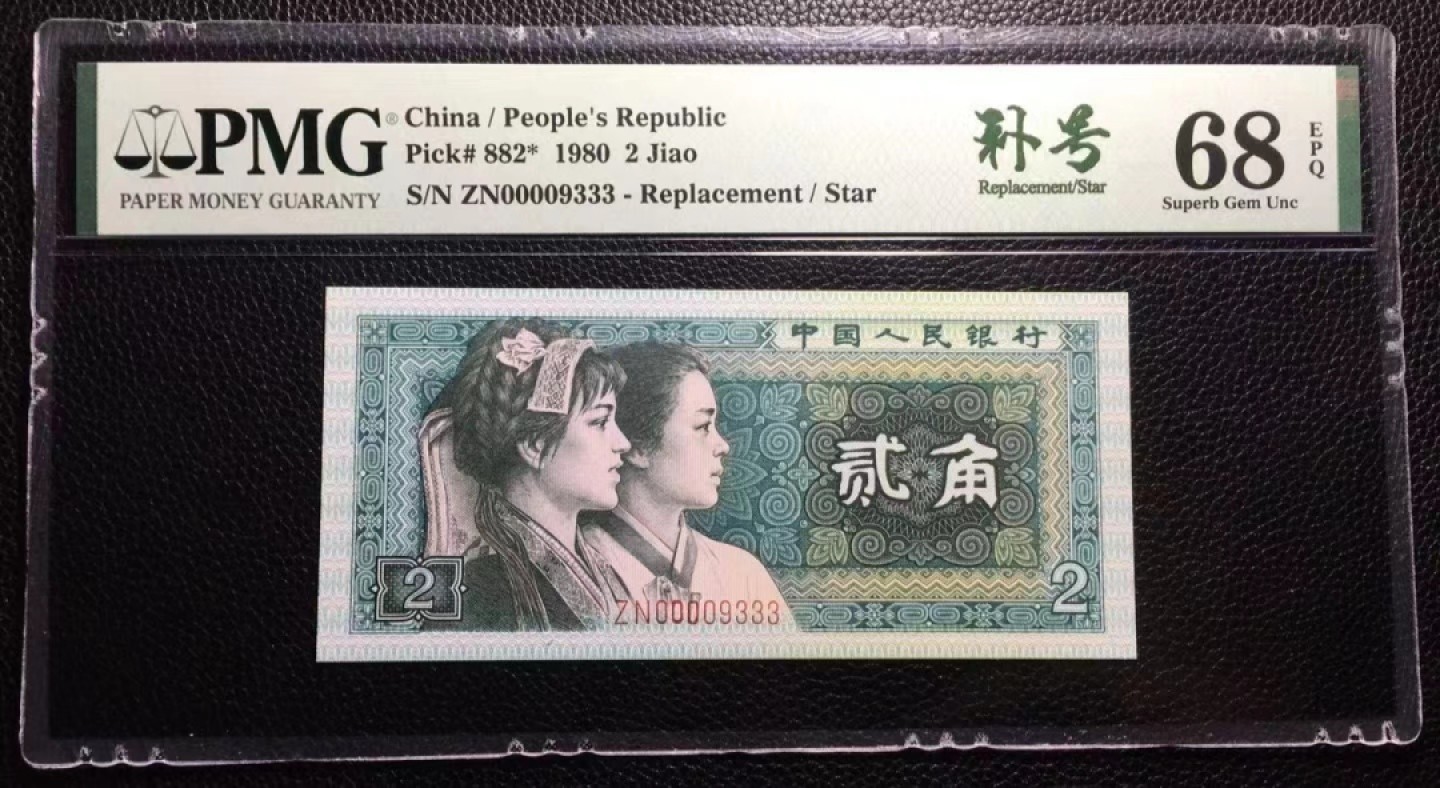 PMG®
PAPER MONEY GUARANTY
China / People's Republic
Pick# 882* 1980 2 Jiao
S/N ZN00009333 - Replacement / Star
补号
Replacement/Star
68
EPQ
Superb Gem Unc
中国人民银行
贰角
2
2
ZN00009333